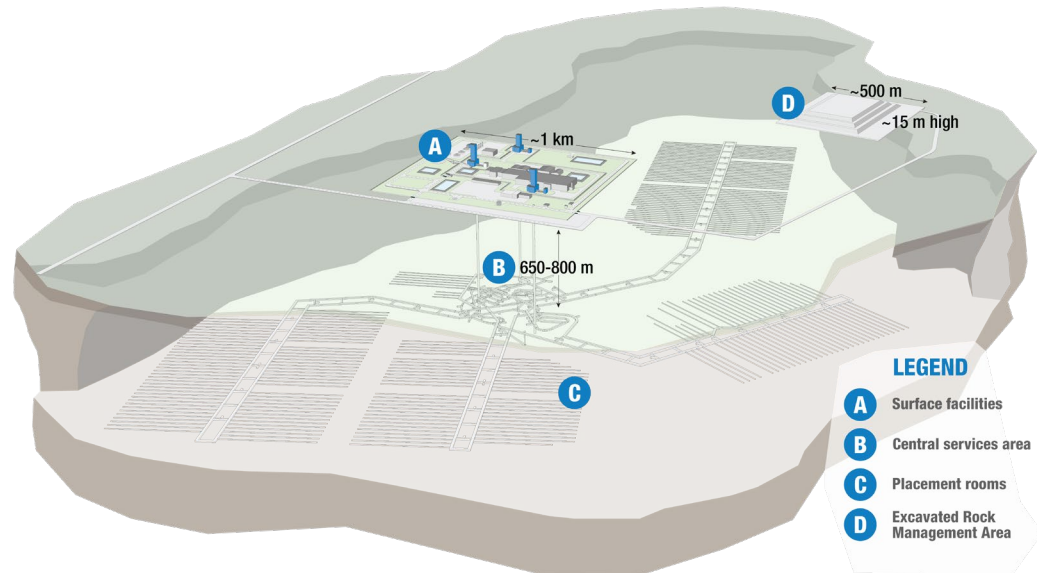 ~500 m
D
~15 m high
~1 km
A
B 650-800 m
C
LEGEND
A Surface facilities
B Central services area
C Placement rooms
D Excavated Rock
Management Area